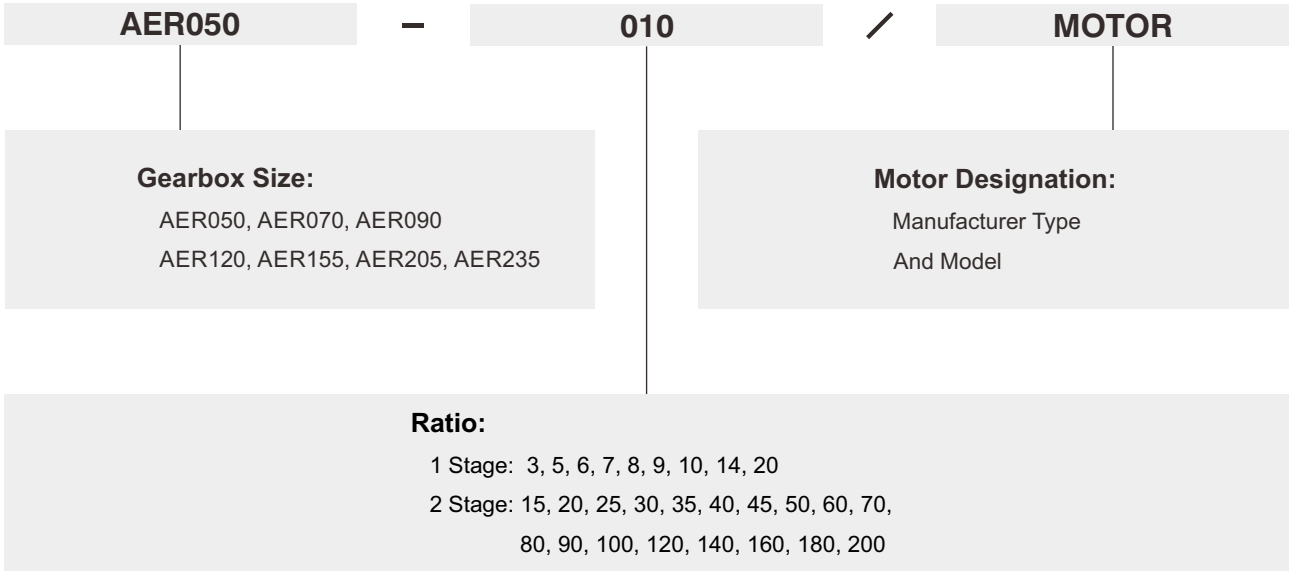 AER050 – 010 / MOTOR
Gearbox Size:
AER050, AER070, AER090
AER120, AER155, AER205, AER235
Motor Designation:
Manufacturer Type
And Model
Ratio:
1 Stage: 3, 5, 6, 7, 8, 9, 10, 14, 20
2 Stage: 15, 20, 25, 30, 35, 40, 45, 50, 60, 70,
80, 90, 100, 120, 140, 160, 180, 200